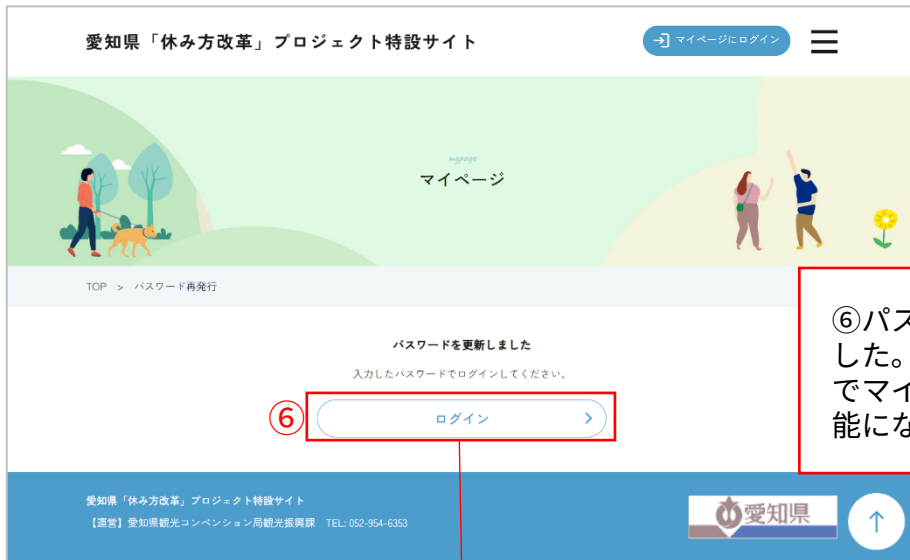 愛知県「休み方改革」プロジェクト特設サイト
マイページにログイン
mypage
マイページ
TOP > パスワード再発行
パスワードを更新しました
入力したパスワードでログインしてください。
⑥
ログイン
⑥パス
した。
でマイ
能にな
愛知県「休み方改革」プロジェクト特設サイト
【運営】愛知県観光コンベンション局観光振興課 TEL: 052-954-6353
愛知県